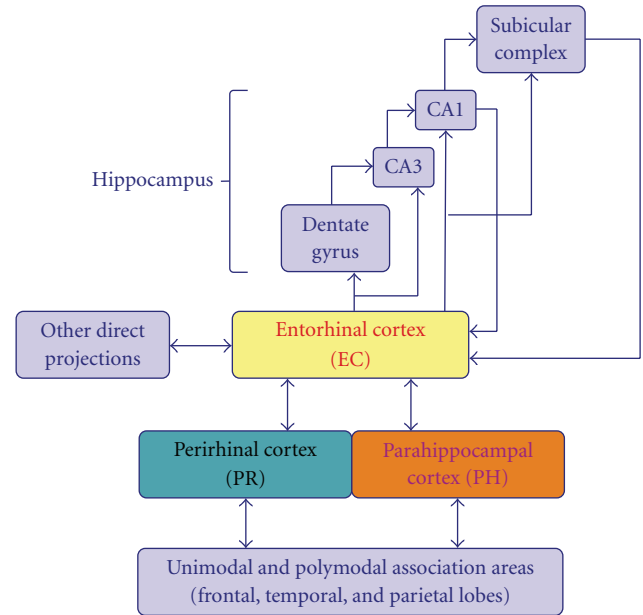 Subicular
complex
CA1
Hippocampus
CA3
Dentate
gyrus
Other direct
projections
Entorhinal cortex
(EC)
Perirhinal cortex
(PR)
Parahippocampal
cortex (PH)
Unimodal and polymodal association areas
(frontal, temporal, and parietal lobes)